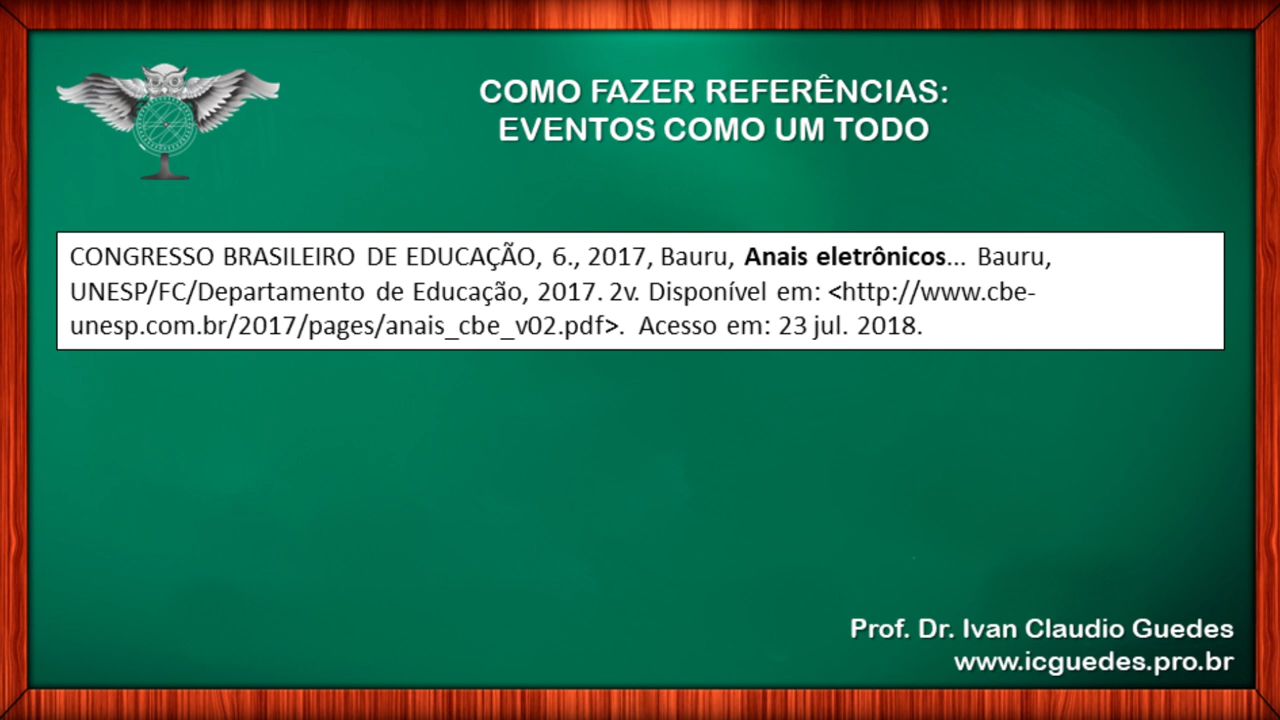 COMO FAZER REFERÊNCIAS:
EVENTOS COMO UM TODO
CONGRESSO BRASILEIRO DE EDUCAÇÃO, 6., 2017, Bauru, Anais eletrônicos... Bauru,
UNESP/FC/Departamento de Educação, 2017. 2v. Disponível em: <http://www.cbe-
unesp.com.br/2017/pages/anais_cbe_v02.pdf>. Acesso em: 23 jul. 2018.
Prof. Dr. Ivan Claudio Guedes
www.icguedes.pro.br